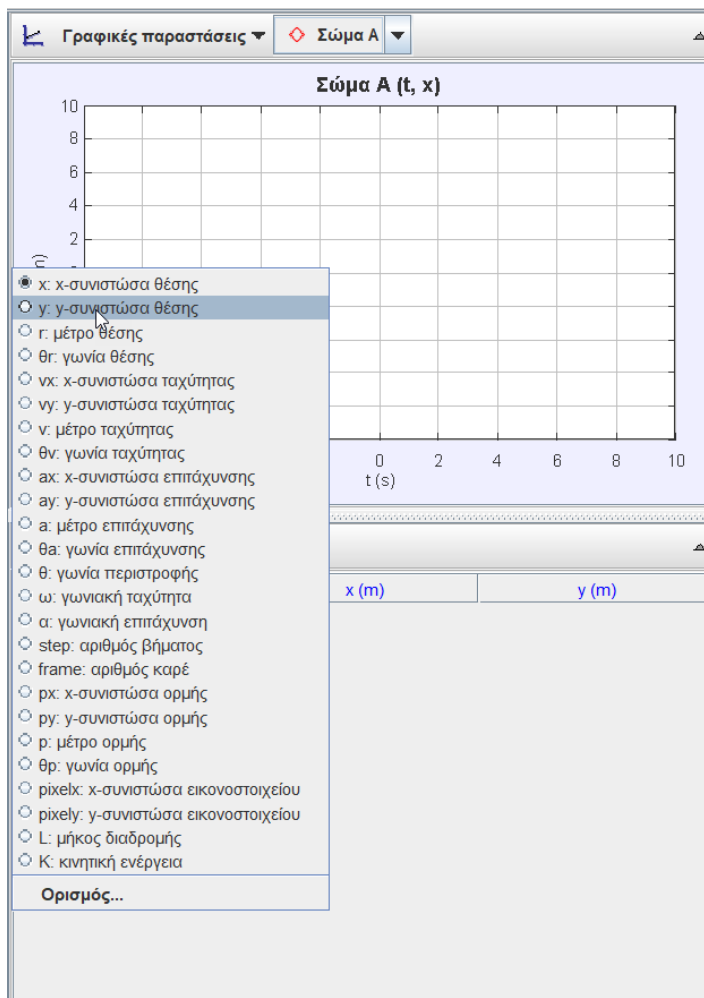 Γραφικές παραστάσεις Σώμα A
Σώμα A (t, x)
10
8
6
4
2
x: x-συνιστώσα θέσης
y: y-συνιστώσα θέσης
r: μέτρο θέσης
θr: γωνία θέσης
vx: x-συνιστώσα ταχύτητας
vy: y-συνιστώσα ταχύτητας
v: μέτρο ταχύτητας
θv: γωνία ταχύτητας
ax: x-συνιστώσα επιτάχυνσης
ay: y-συνιστώσα επιτάχυνσης
a: μέτρο επιτάχυνσης
θa: γωνία επιτάχυνσης
θ: γωνία περιστροφής
ω: γωνιακή ταχύτητα
α: γωνιακή επιτάχυνση
step: αριθμός βήματος
frame: αριθμός καρέ
px: x-συνιστώσα ορμής
py: y-συνιστώσα ορμής
p: μέτρο ορμής
θp: γωνία ορμής
pixelx: x-συνιστώσα εικονοστοιχείου
pixely: y-συνιστώσα εικονοστοιχείου
L: μήκος διαδρομής
K: κινητική ενέργεια
Ορισμός...
0 2 4 6 8 10
t (s)
x (m) y (m)